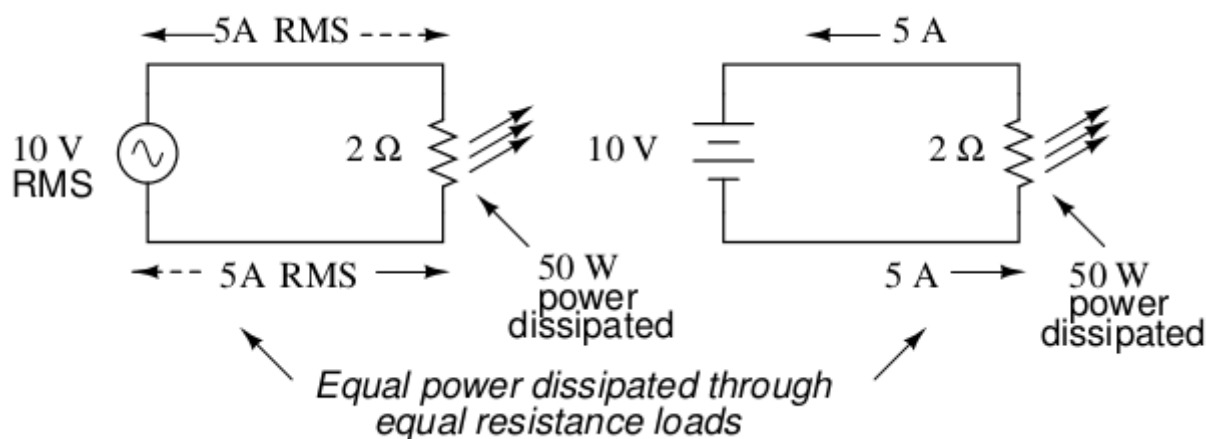 5A RMS
5 A
10 V
RMS
2 Ω
10 V
2 Ω
5A RMS
50 W
power
dissipated
5 A
50 W
power
dissipated
Equal power dissipated through
equal resistance loads